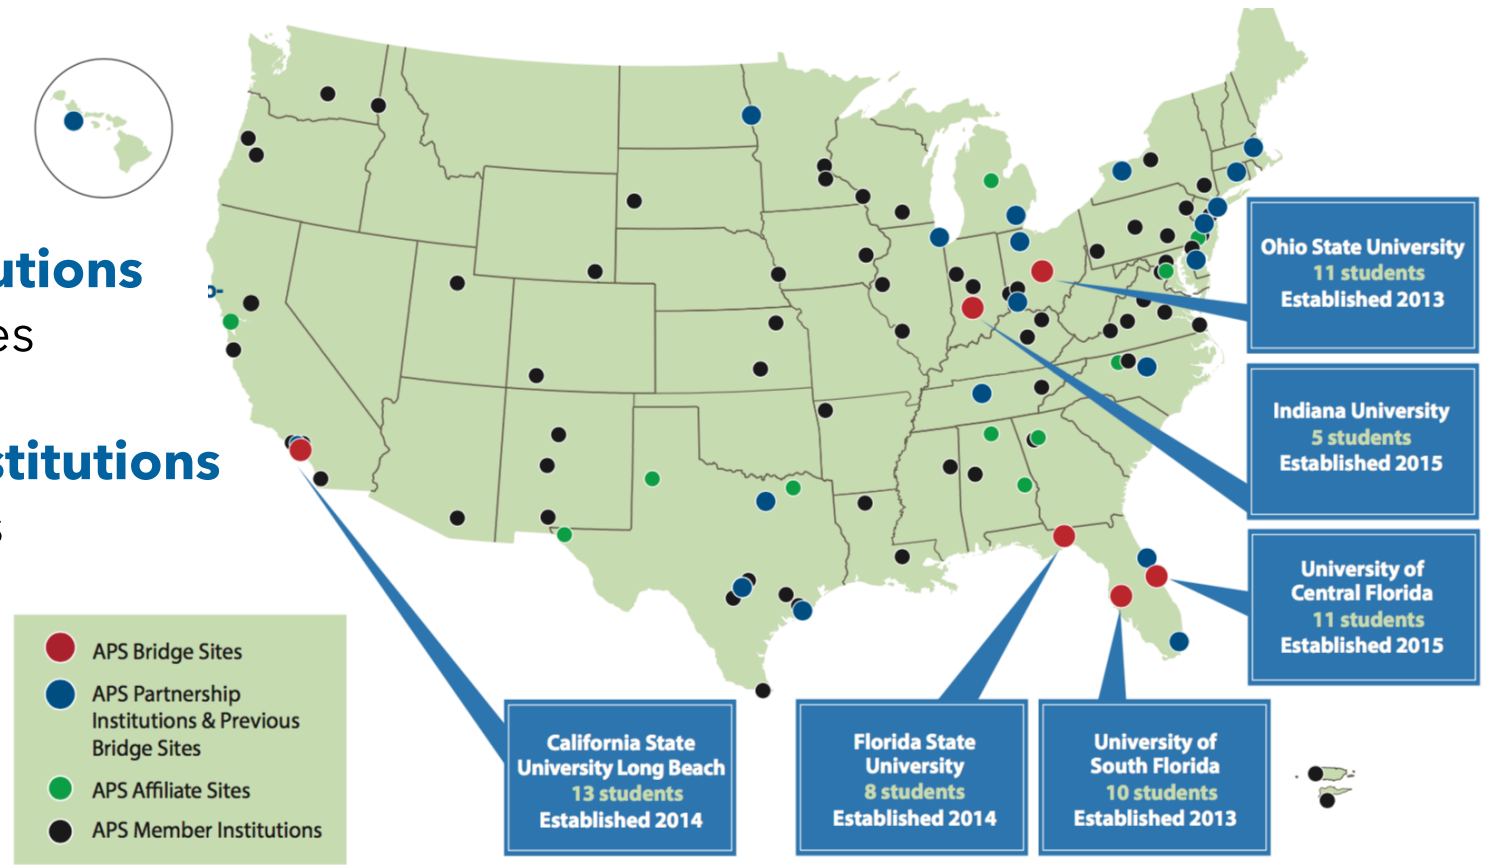 utions
es
o-
stitutions
s
Ohio State University
11 students
Established 2013
Indiana University
5 students
Established 2015
University of
Central Florida
11 students
Established 2015
California State
University Long Beach
13 students
Established 2014
Florida State
University
8 students
Established 2014
University of
South Florida
10 students
Established 2013
APS Bridge Sites
APS Partnership
Institutions & Previous
Bridge Sites
APS Affiliate Sites
APS Member Institutions